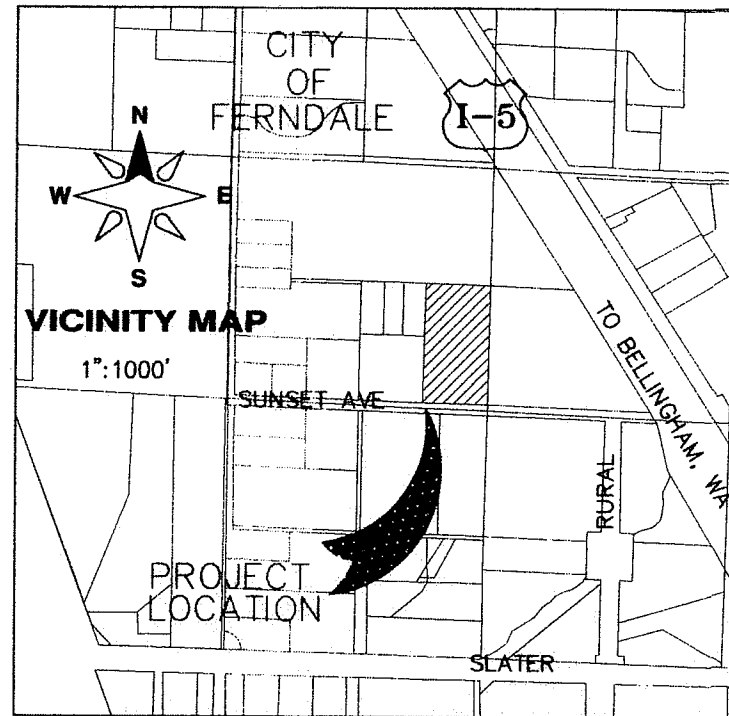 CITY
OF
FERNDALE
I-5
N
W
E
S
VICINITY MAP
1":1000'
SUNSET AVE
TO BELLINGHAM, WA
RURAL
PROJECT
LOCATION
SLATER